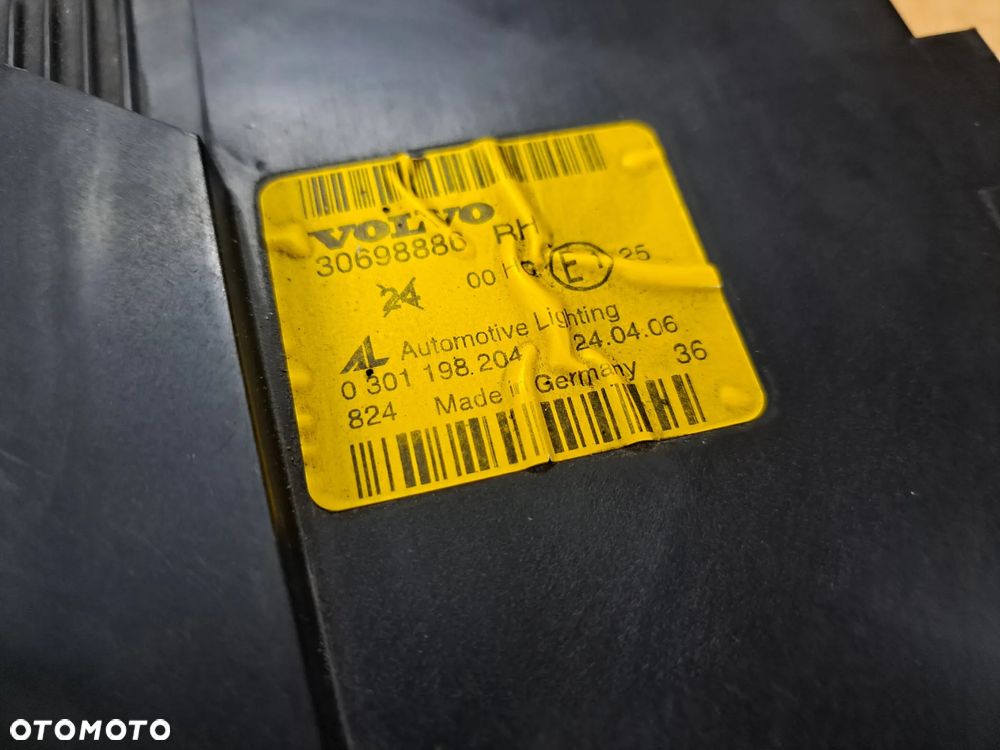 VOLVO
30698880 RH
24 00 E 25
AL Automotive Lighting
0 301 198.204 24.04.06
824 Made in Germany 36
OTOMOTO